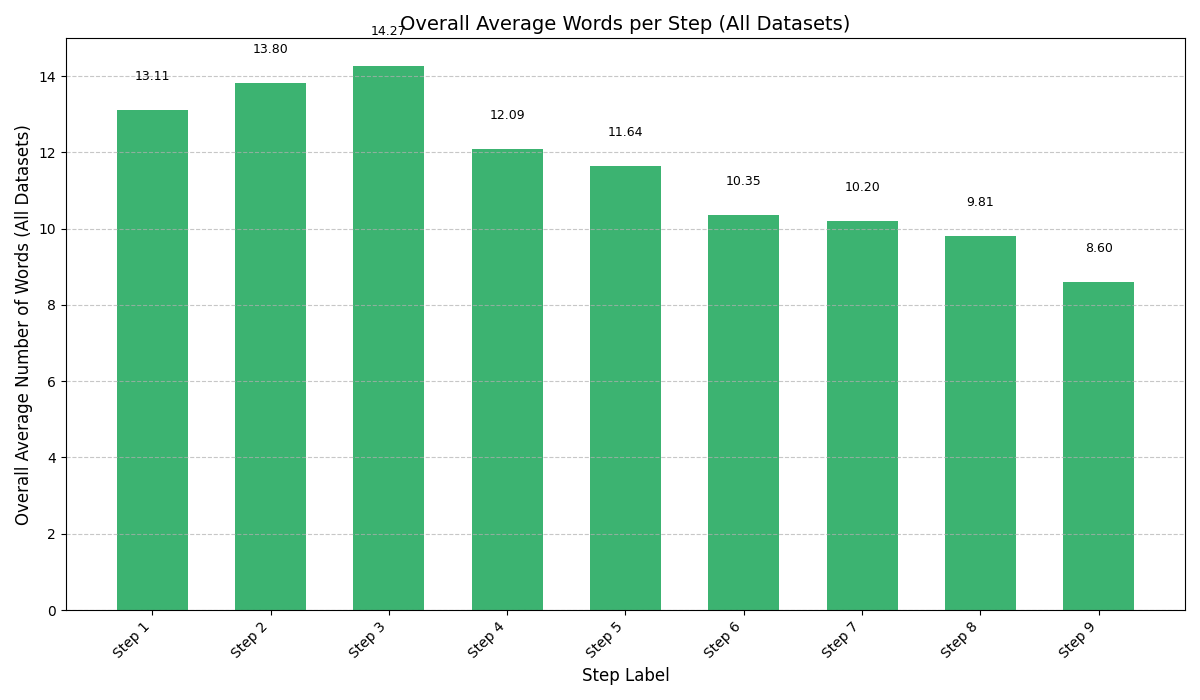 Overall Average Words per Step (All Datasets)
14.27
13.80
13.11
12.09
11.64
10.35
10.20
9.81
8.60
Overall Average Number of Words (All Datasets)
14
12
10
8
6
4
2
0
Step 1
Step 2
Step 3
Step 4
Step 5
Step 6
Step 7
Step 8
Step 9
Step Label